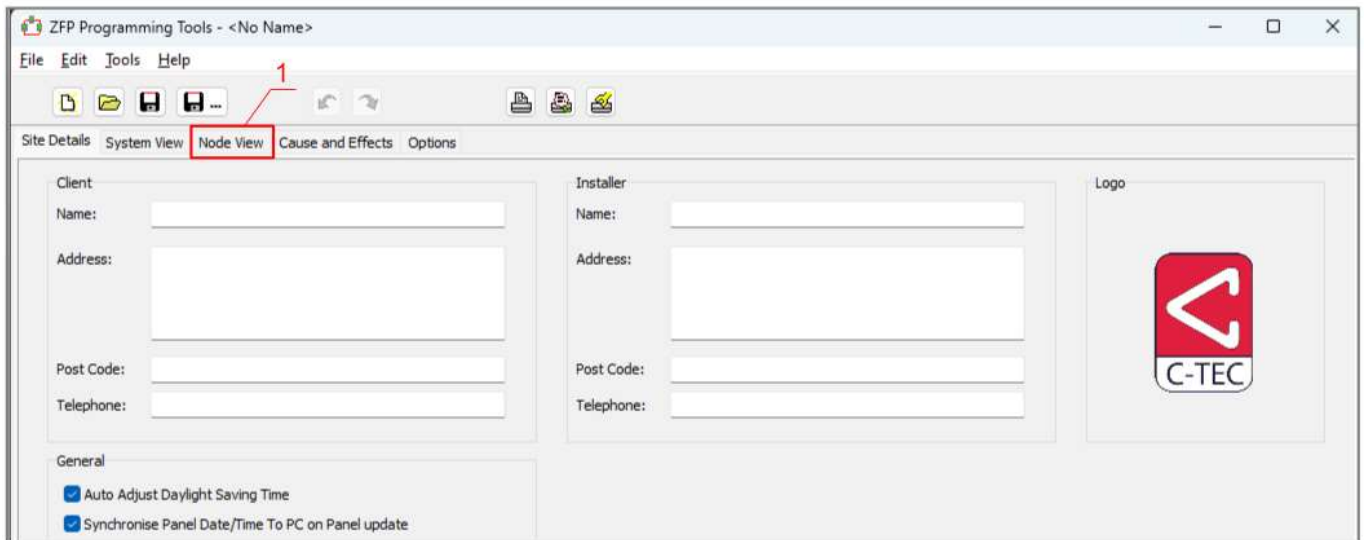 ZFP Programming Tools - <No Name>
File Edit Tools Help
1
...
Site Details System View Node View Cause and Effects Options
Client Installer Logo
Name: Name:
Address: Address:
C-TEC
Post Code: Post Code:
Telephone: Telephone:
General
Auto Adjust Daylight Saving Time
Synchronise Panel Date/Time To PC on Panel update